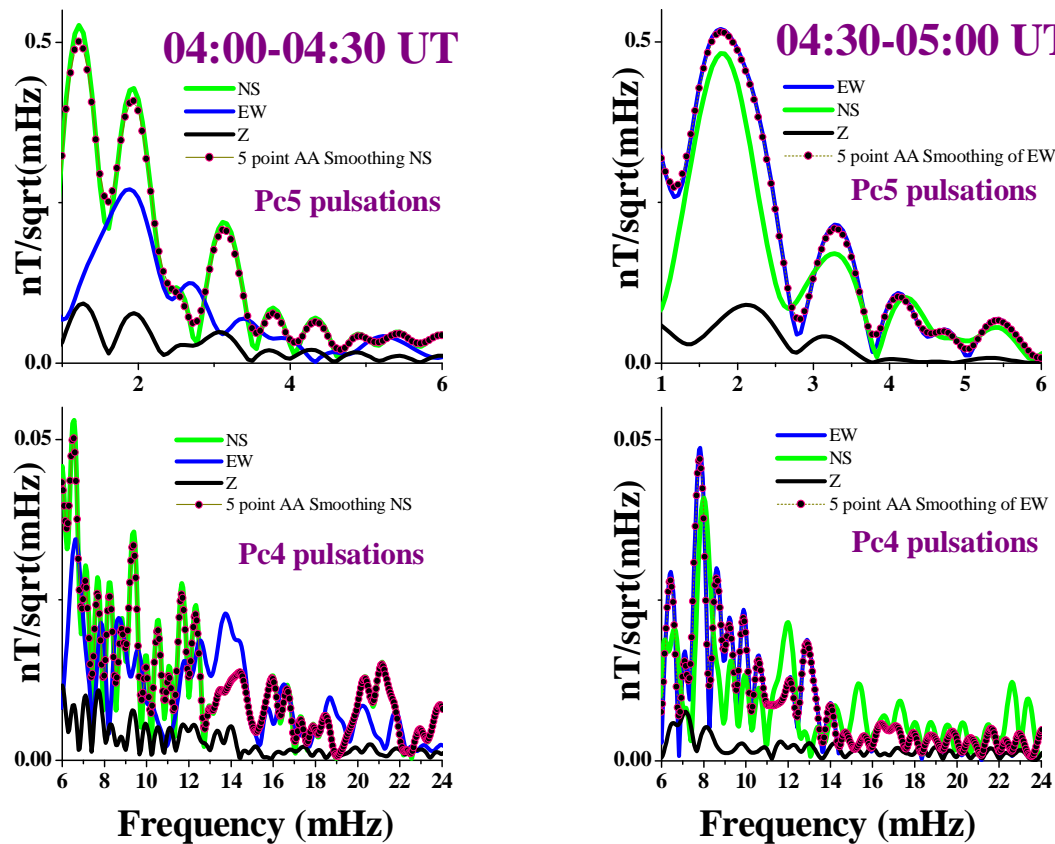 04:00-04:30 UT
0.5
NS
EW
Z
5 point AA Smoothing NS
Pc5 pulsations
nT/sqrt(mHz)
0.0
2
4
6
04:30-05:00 UT
0.5
EW
NS
Z
5 point AA Smoothing of EW
Pc5 pulsations
nT/sqrt(mHz)
0.0
1
2
3
4
5
6
0.05
NS
EW
Z
5 point AA Smoothing NS
Pc4 pulsations
nT/sqrt(mHz)
0.00
6
8
10
12
14
16
18
20
22
24
Frequency (mHz)
0.05
EW
NS
Z
5 point AA Smoothing of EW
Pc4 pulsations
nT/sqrt(mHz)
0.00
6
8
10
12
14
16
18
20
22
24
Frequency (mHz)